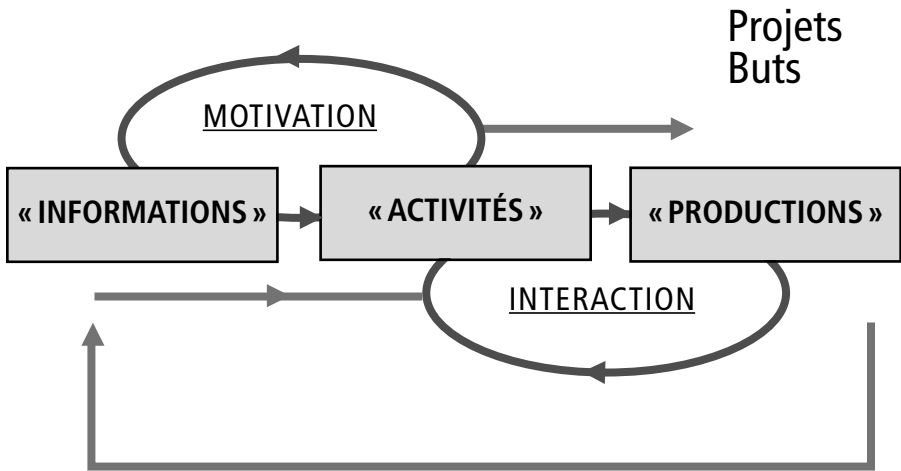 Projets
Buts
MOTIVATION
« INFORMATIONS »
« ACTIVITÉS »
« PRODUCTIONS »
INTERACTION